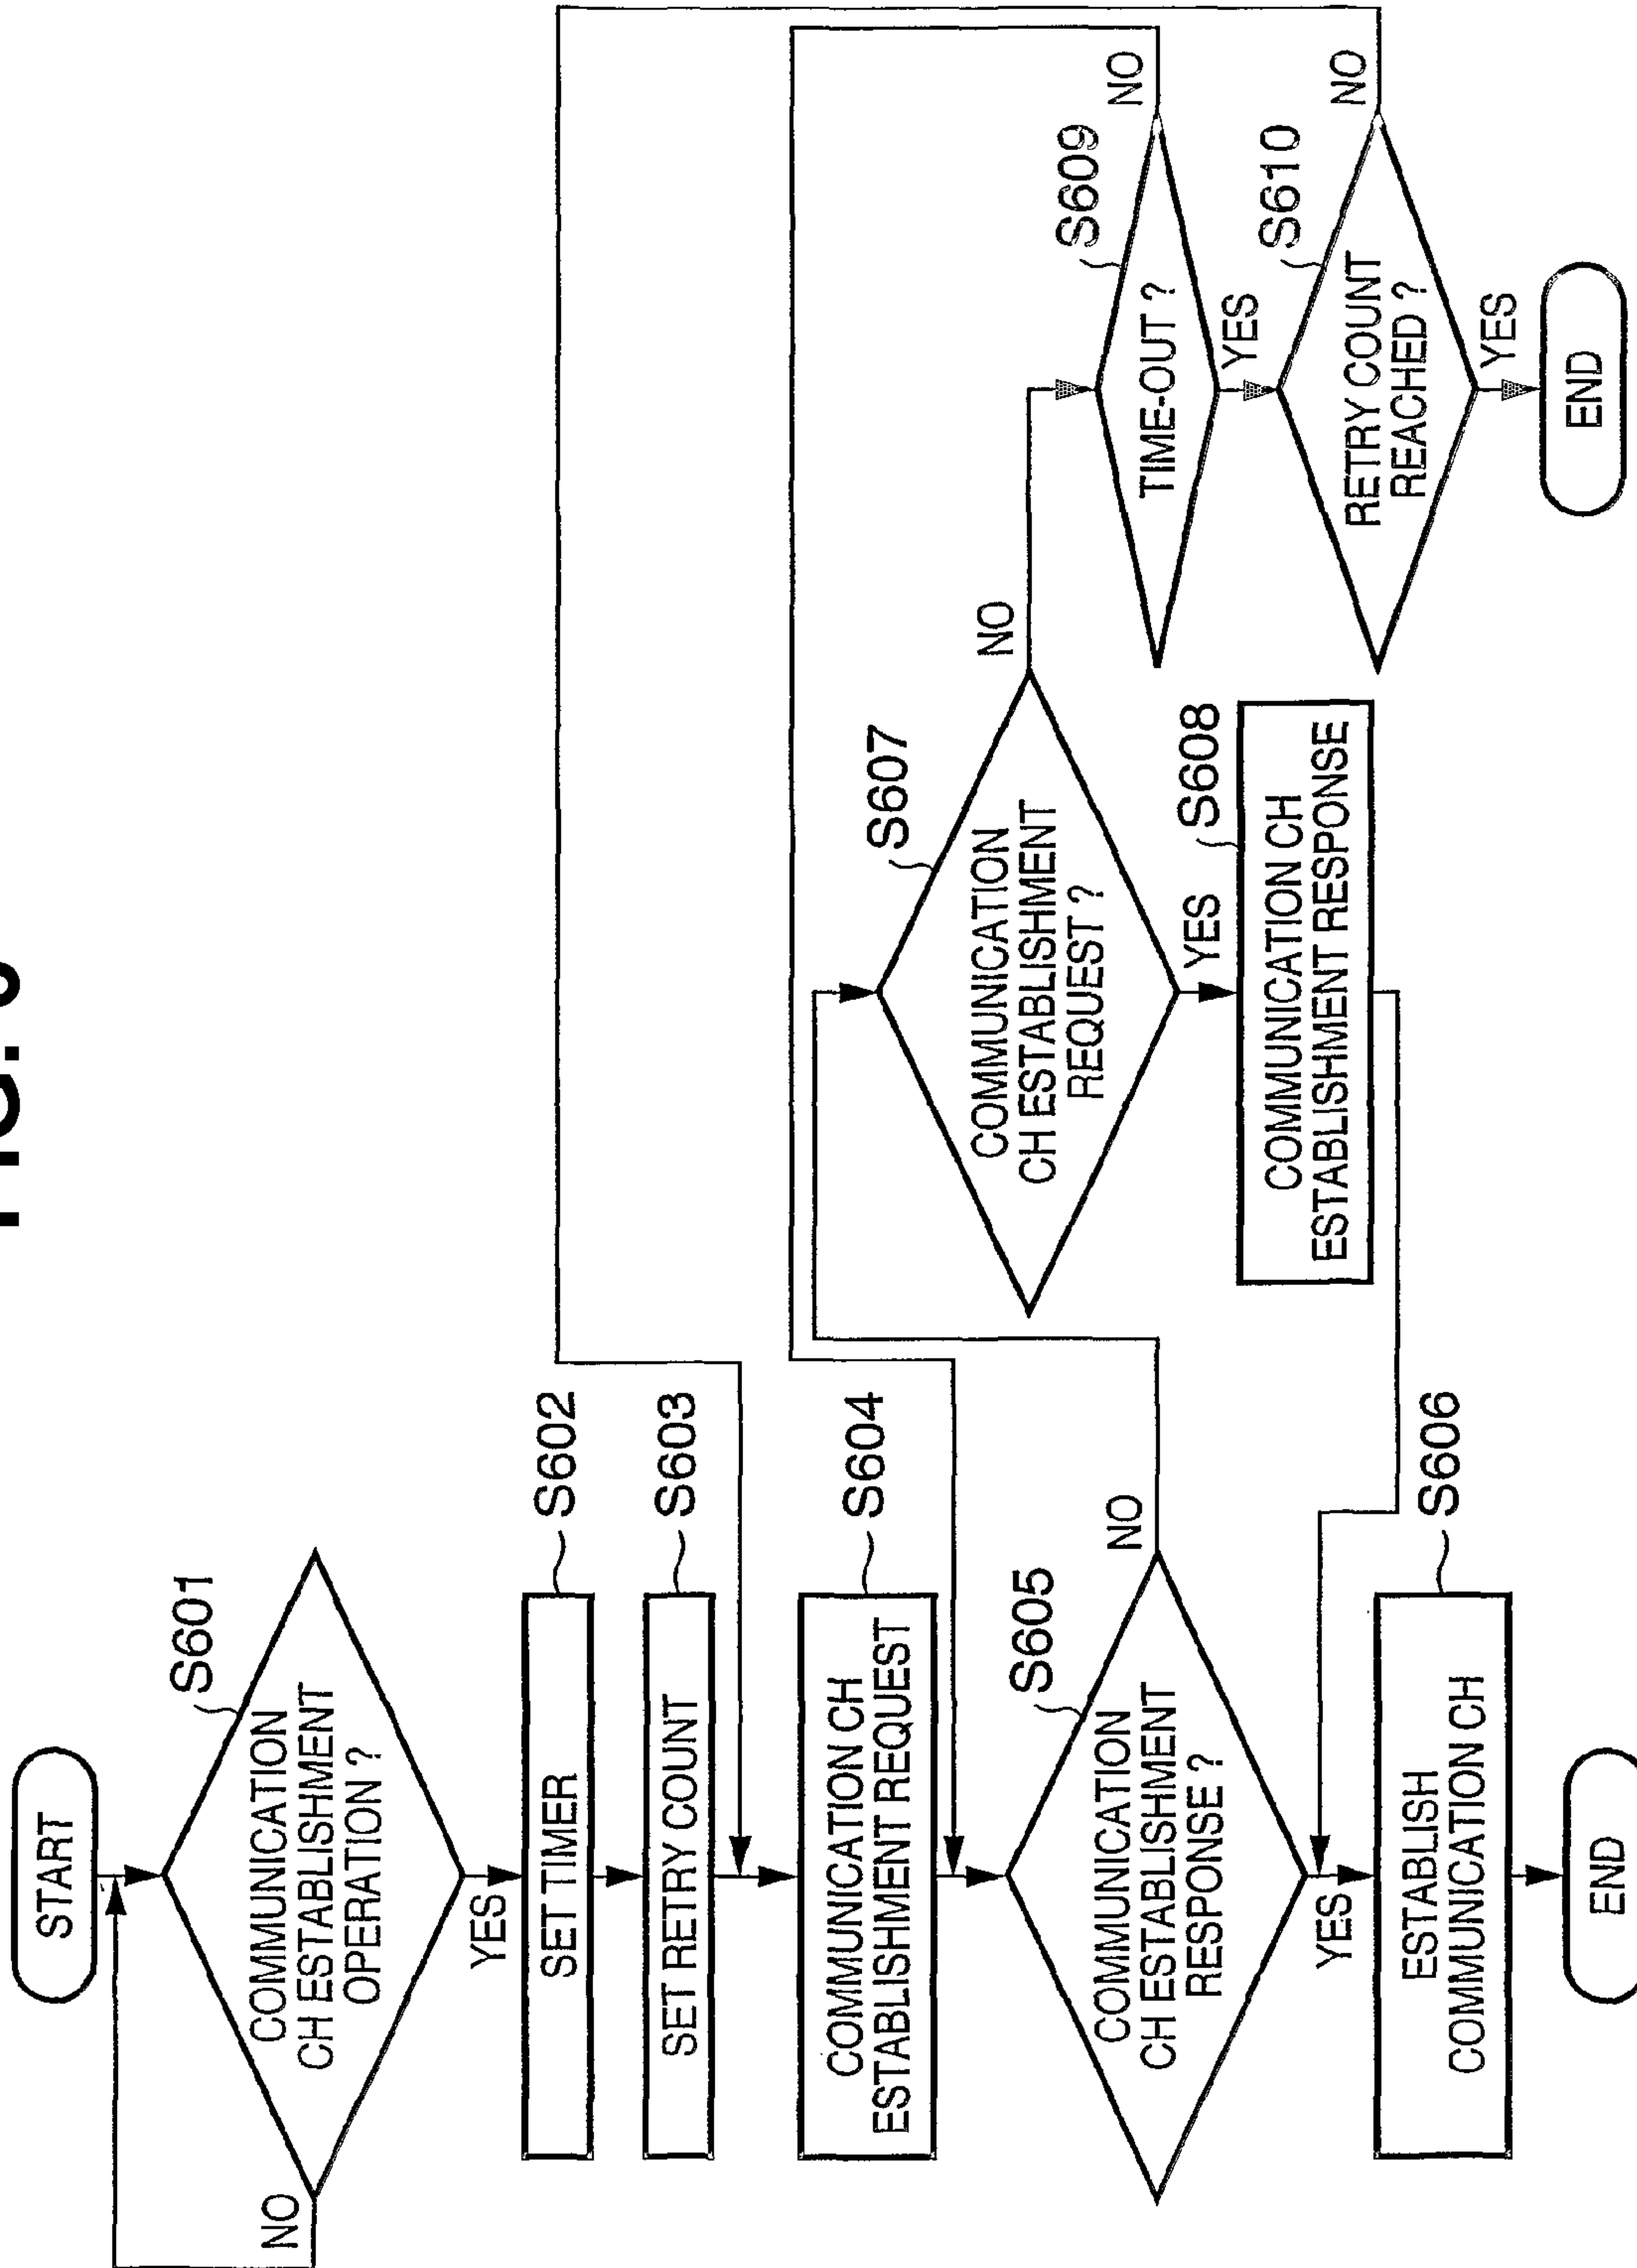 START
S601
COMMUNICATION
CH ESTABLISHMENT
OPERATION ?
NO
YES
S602
SET TIMER
S603
SET RETRY COUNT
S604
COMMUNICATION CH
ESTABLISHMENT REQUEST
S605
COMMUNICATION
CH ESTABLISHMENT
RESPONSE ?
NO
YES
S606
ESTABLISH
COMMUNICATION CH
END
S607
COMMUNICATION
CH ESTABLISHMENT
REQUEST ?
NO
YES
S608
COMMUNICATION CH
ESTABLISHMENT RESPONSE
S609
TIME-OUT ?
NO
YES
S610
RETRY COUNT
REACHED ?
NO
YES
END